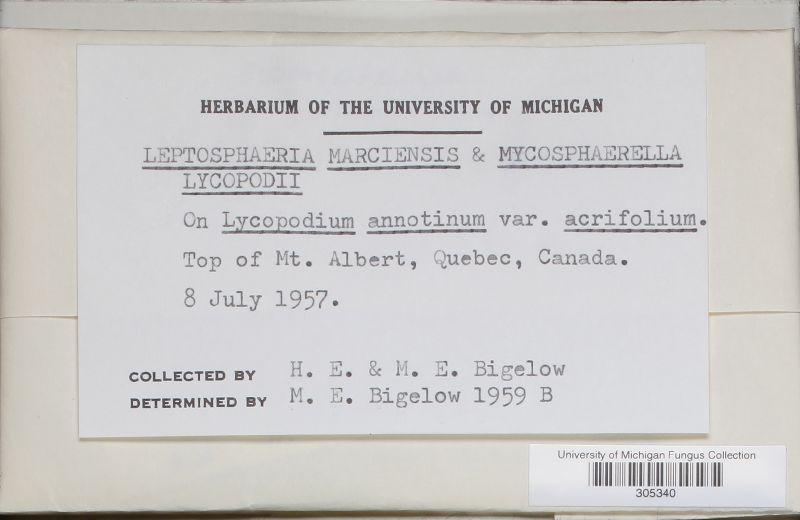 HERBARIUM OF THE UNIVERSITY OF MICHIGAN
LEPTOSPHAERIA MARCIENSIS & MYCOSPHAERELLA
LYCOPODII
On Lycopodium annotinum var. acrifolium.
Top of Mt. Albert, Quebec, Canada.
8 July 1957.
COLLECTED BY H. E. & M. E. Bigelow
DETERMINED BY M. E. Bigelow 1959 B
University of Michigan Fungus Collection
305340